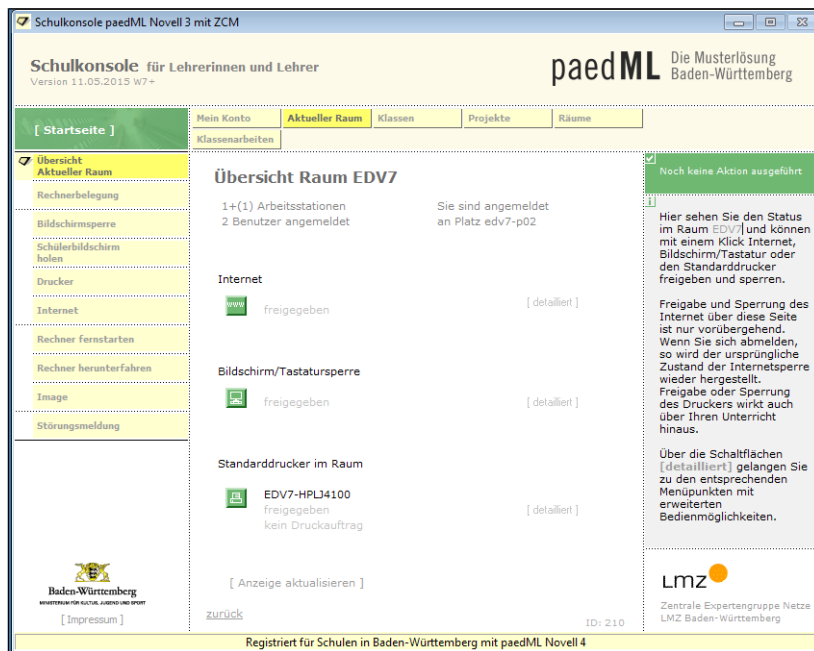 Schulkonsole paedML Novell 3 mit ZCM
Schulkonsole für Lehrerinnen und Lehrer
Version 11.05.2015 W7+
paedML
Die Musterlösung
Baden-Württemberg
[ Startseite ]
Mein Konto
Aktueller Raum
Klassen
Projekte
Räume
Klassenarbeiten
Übersicht
Aktueller Raum
Rechnerbelegung
Bildschirmsperre
Schülerbildschirm
holen
Drucker
Internet
Rechner fernstarten
Rechner herunterfahren
Image
Störungsmeldung
Baden-Württemberg
MINISTERIUM FÜR KULTUS, JUGEND UND SPORT
[ Impressum ]
Übersicht Raum EDV7
1+(1) Arbeitsstationen
2 Benutzer angemeldet
Sie sind angemeldet
an Platz edv7-p02
Internet
www
freigegeben
[ detailliert ]
Bildschirm/Tastatursperre
freigegeben
[ detailliert ]
Standarddrucker im Raum
EDV7-HPLJ4100
freigegeben
[ detailliert ]
kein Druckauftrag
[ Anzeige aktualisieren ]
zurück
ID: 210
Noch keine Aktion ausgeführt
i
Hier sehen Sie den Status
im Raum EDV7 und können
mit einem Klick Internet,
Bildschirm/Tastatur oder
den Standarddrucker
freigeben und sperren.
Freigabe und Sperrung des
Internet über diese Seite
ist nur vorübergehend.
Wenn Sie sich abmelden,
so wird der ursprüngliche
Zustand der Internetsperre
wieder hergestellt.
Freigabe oder Sperrung
des Druckers wirkt auch
über Ihren Unterricht
hinaus.
Über die Schaltflächen
[detailliert] gelangen Sie
zu den entsprechenden
Menüpunkten mit
erweiterten
Bedienmöglichkeiten.
LMZ
Zentrale Expertengruppe Netze
LMZ Baden-Württemberg
Registriert für Schulen in Baden-Württemberg mit paedML Novell 4